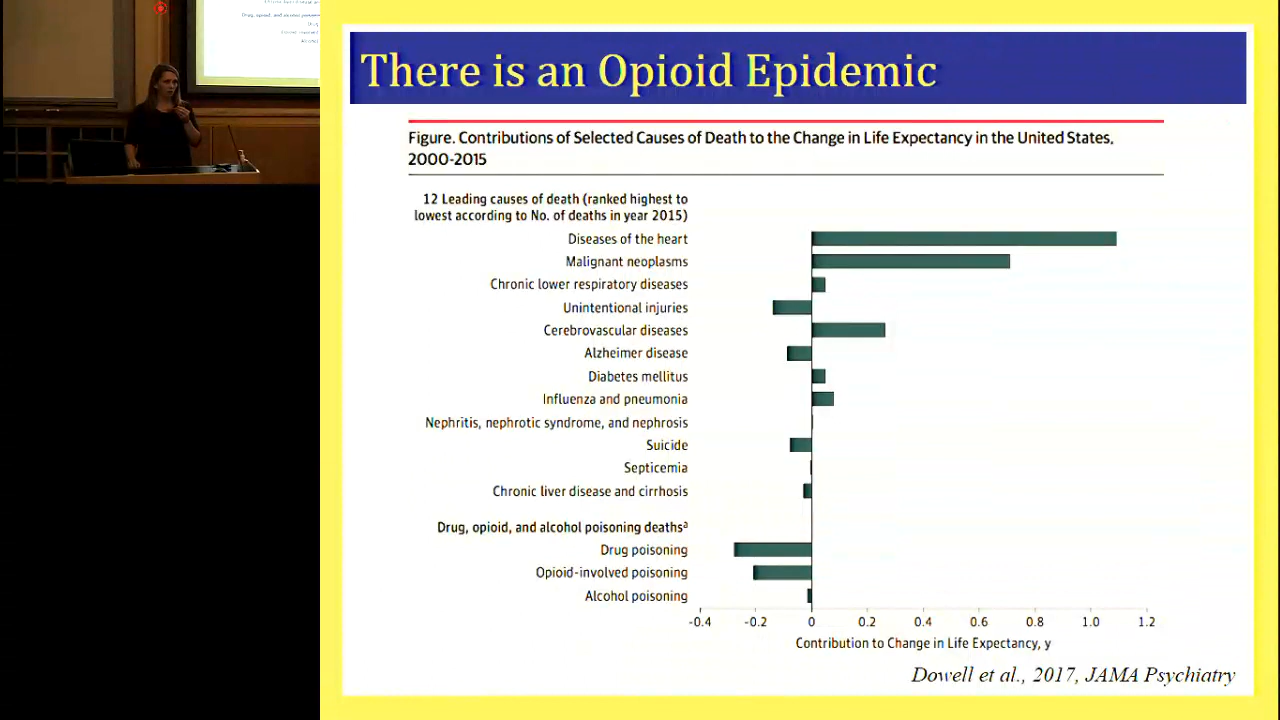 Drug, opioid, and alcohol poisoning
There is an Opioid Epidemic
Figure. Contributions of Selected Causes of Death to the Change in Life Expectancy in the United States,
2000-2015
12 Leading causes of death (ranked highest to
lowest according to No. of deaths in year 2015)
Diseases of the heart
Malignant neoplasms
Chronic lower respiratory diseases
Unintentional injuries
Cerebrovascular diseases
Alzheimer disease
Diabetes mellitus
Influenza and pneumonia
Nephritis, nephrotic syndrome, and nephrosis
Suicide
Septicemia
Chronic liver disease and cirrhosis
Drug, opioid, and alcohol poisoning deathsª
Drug poisoning
Opioid-involved poisoning
Alcohol poisoning
-0.4 -0.2 0 0.2 0.4 0.6 0.8 1.0 1.2
Contribution to Change in Life Expectancy, y
Dowell et al., 2017, JAMA Psychiatry